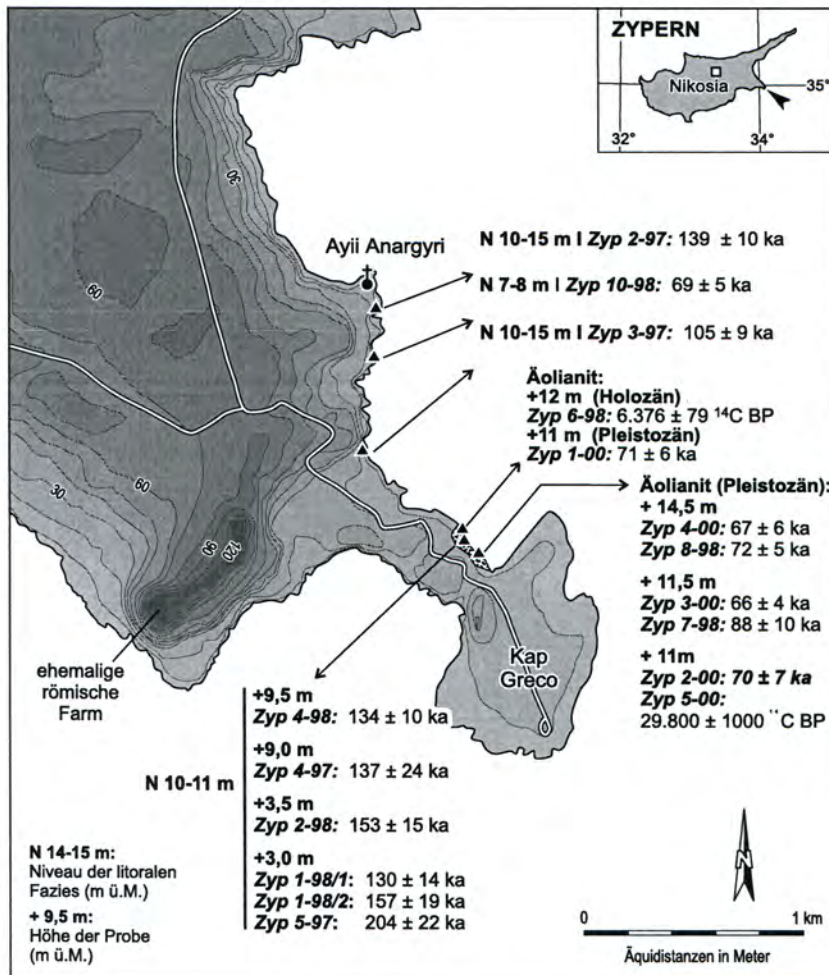 ZYPERN
Nikosia
35°
32°
34°
30
60
60
60
30
90
120
Ayii Anargyri
N 10-15 m I Zyp 2-97: 139 ± 10 ka
N 7-8 m I Zyp 10-98: 69 ± 5 ka
N 10-15 m I Zyp 3-97: 105 ± 9 ka
Äolianit:
+12 m (Holozän)
Zyp 6-98: 6.376 ± 79 ¹⁴C BP
+11 m (Pleistozän)
Zyp 1-00: 71 ± 6 ka
Äolianit (Pleistozän):
+ 14,5 m
Zyp 4-00: 67 ± 6 ka
Zyp 8-98: 72 ± 5 ka
+ 11,5 m
Zyp 3-00: 66 ± 4 ka
Zyp 7-98: 88 ± 10 ka
+ 11m
Zyp 2-00: 70 ± 7 ka
Zyp 5-00:
29.800 ± 1000 C BP
Kap
Greco
ehemalige
römische
Farm
N 10-11 m
+9,5 m
Zyp 4-98: 134 ± 10 ka
+9,0 m
Zyp 4-97: 137 ± 24 ka
+3,5 m
Zyp 2-98: 153 ± 15 ka
+3,0 m
Zyp 1-98/1: 130 ± 14 ka
Zyp 1-98/2: 157 ± 19 ka
Zyp 5-97: 204 ± 22 ka
N 14-15 m:
Niveau der litoralen
Fazies (m ü.M.)
+ 9,5 m:
Höhe der Probe
(m ü.M.)
N
0 1 km
Äquidistanzen in Meter